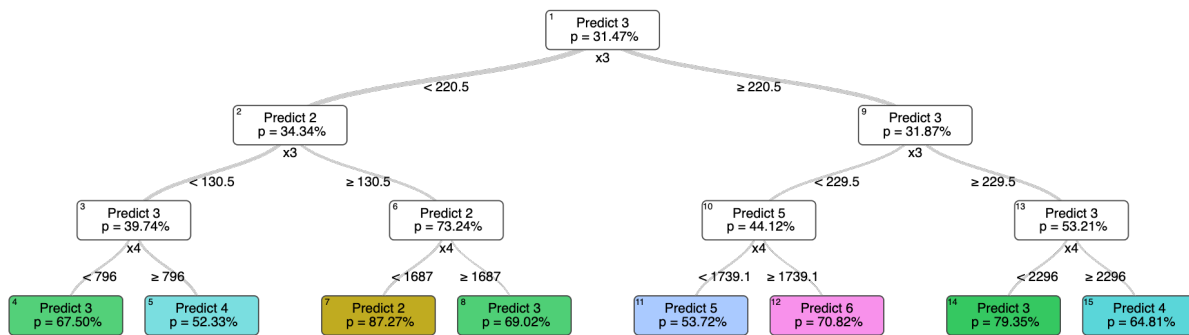 1
Predict 3
p = 31.47%
x3
< 220.5
≥ 220.5
2
Predict 2
p = 34.34%
x3
9
Predict 3
p = 31.87%
x3
< 130.5
≥ 130.5
< 229.5
≥ 229.5
3
Predict 3
p = 39.74%
x4
6
Predict 2
p = 73.24%
x4
10
Predict 5
p = 44.12%
x4
13
Predict 3
p = 53.21%
x4
< 796
≥ 796
< 1687
≥ 1687
< 1739.1
≥ 1739.1
< 2296
≥ 2296
4
Predict 3
p = 67.50%
5
Predict 4
p = 52.33%
7
Predict 2
p = 87.27%
8
Predict 3
p = 69.02%
11
Predict 5
p = 53.72%
12
Predict 6
p = 70.82%
14
Predict 3
p = 79.35%
15
Predict 4
p = 64.81%